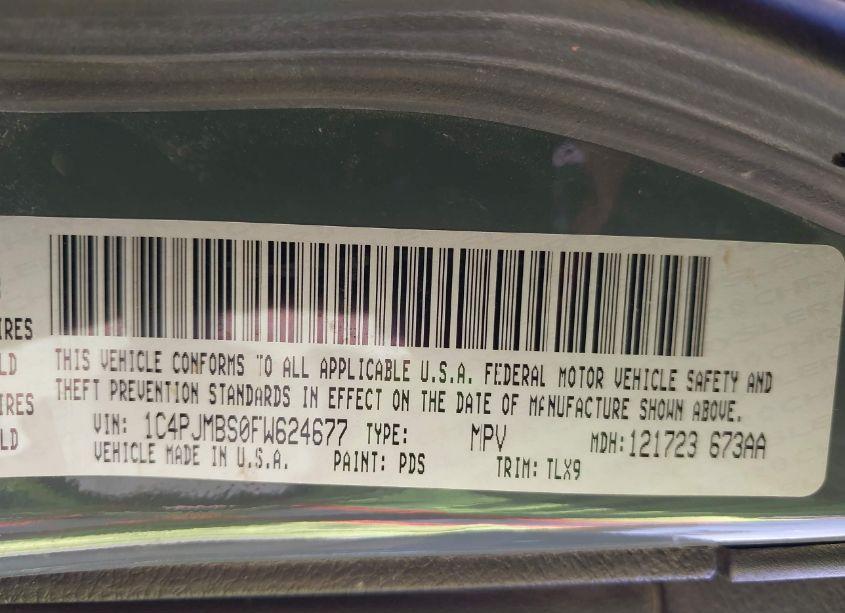 IRES
LD
IRES
LD
THIS VEHICLE CONFORMS TO ALL APPLICABLE U.S.A. FEDERAL MOTOR VEHICLE SAFETY AND
THEFT PREVENTION STANDARDS IN EFFECT ON THE DATE OF MANUFACTURE SHOWN ABOVE.
VIN: 1C4PJMBS0FW624677 TYPE: MPV MDH:121723 673AA
VEHICLE MADE IN U.S.A. PAINT: PDS TRIM: TLX9